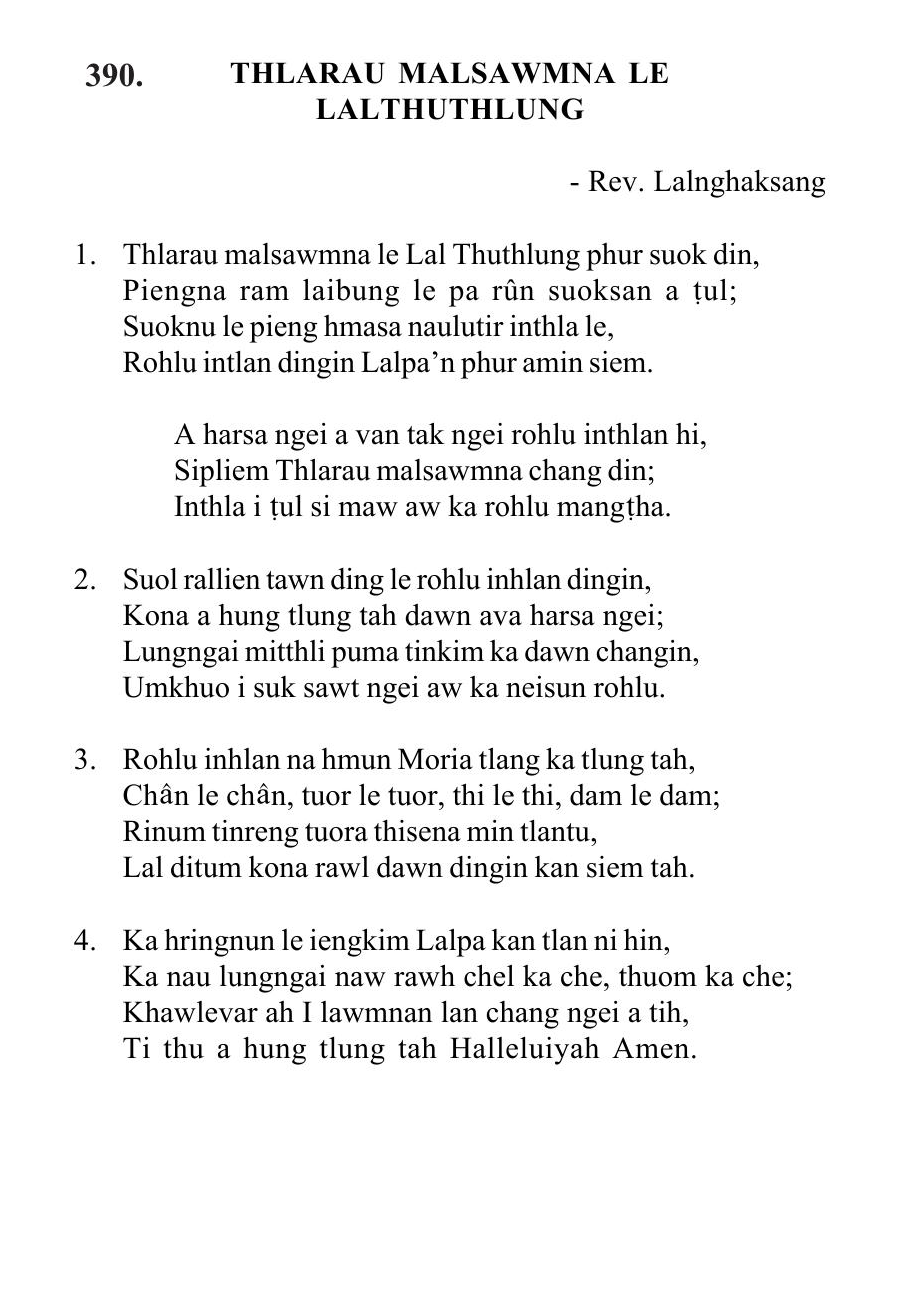 390. THLARAU MALSAWMNA LE
LALTHUTHLUNG
- Rev. Lalnghaksang
1. Thlarau malsawmna le Lal Thuthlung phur suok din,
Piengna ram laibung le pa rûn suoksan a ṭul;
Suoknu le pieng hmasa naulutir inthla le,
Rohlu intlan dingin Lalpa’n phur amin siem.
A harsa ngei a van tak ngei rohlu inthlan hi,
Sipliem Thlarau malsawmna chang din;
Inthla i ṭul si maw aw ka rohlu mangṭha.
2. Suol rallien tawn ding le rohlu inhlan dingin,
Kona a hung tlung tah dawn ava harsa ngei;
Lungngai mitthli puma tinkim ka dawn changin,
Umkhuo i suk sawt ngei aw ka neisun rohlu.
3. Rohlu inhlan na hmun Moria tlang ka tlung tah,
Chân le chân, tuor le tuor, thi le thi, dam le dam;
Rinum tinreng tuora thisena min tlantu,
Lal ditum kona rawl dawn dingin kan siem tah.
4. Ka hringnun le iengkim Lalpa kan tlan ni hin,
Ka nau lungngai naw rawh chel ka che, thuom ka che;
Khawlevar ah I lawmnan lan chang ngei a tih,
Ti thu a hung tlung tah Halleluiyah Amen.